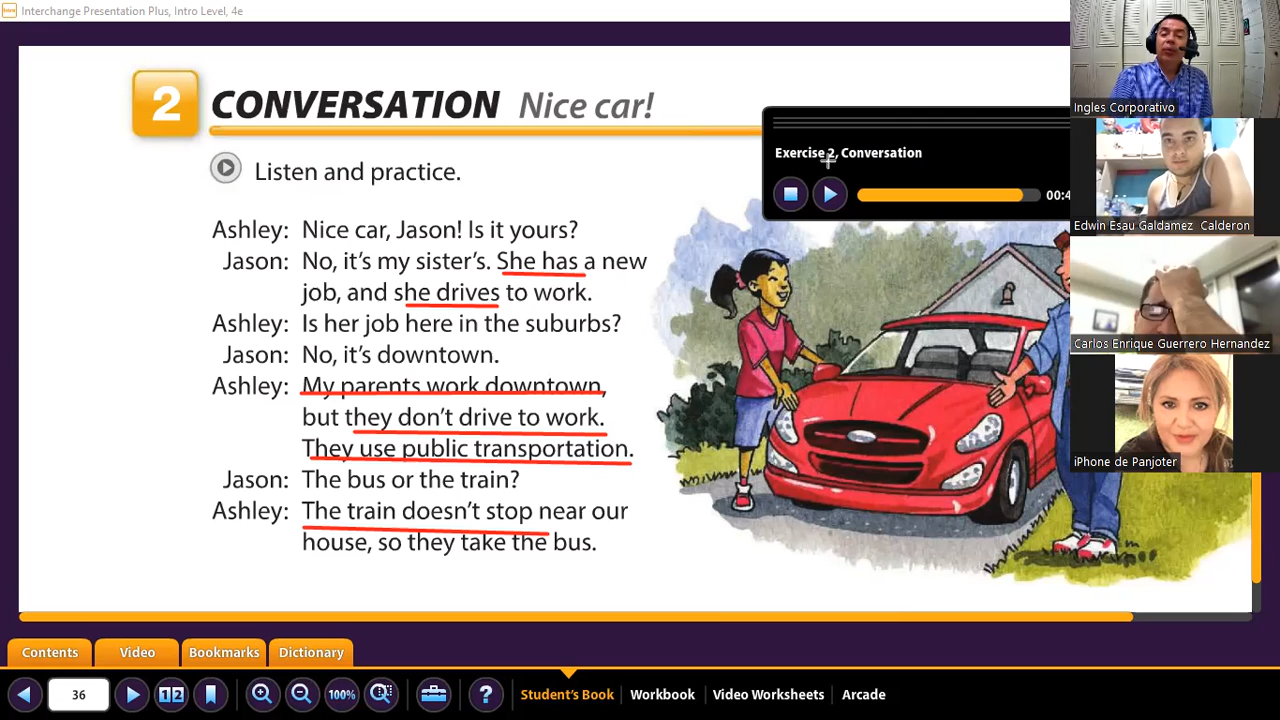 Interchange Presentation Plus, Intro Level, 4e
2 CONVERSATION Nice car!
Listen and practice.
Exercise 2, Conversation
00:4
Ashley: Nice car, Jason! Is it yours?
Jason: No, it's my sister's. She has a new
job, and she drives to work.
Ashley: Is her job here in the suburbs?
Jason: No, it's downtown.
Ashley: My parents work downtown,
but they don't drive to work.
They use public transportation.
Jason: The bus or the train?
Ashley: The train doesn't stop near our
house, so they take the bus.
Ingles Corporativo
Edwin Esau Galdamez Calderon
Carlos Enrique Guerrero Hernandez
iPhone de Panjoter
Contents Video Bookmarks Dictionary
36 1 2 100% ? Student's Book Workbook Video Worksheets Arcade